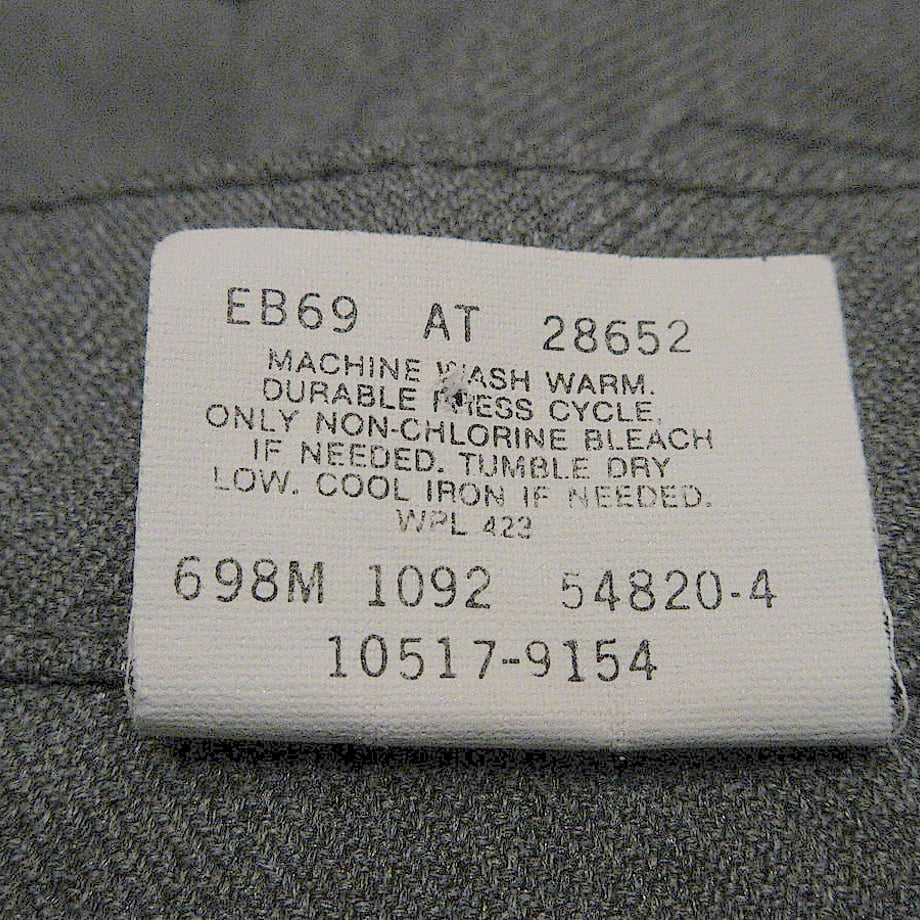 EB69 AT 28652
MACHINE WASH WARM.
DURABLE PRESS CYCLE.
ONLY NON-CHLORINE BLEACH
IF NEEDED. TUMBLE DRY
LOW. COOL IRON IF NEEDED.
WPL 423
698M 1092 54820-4
10517-9154